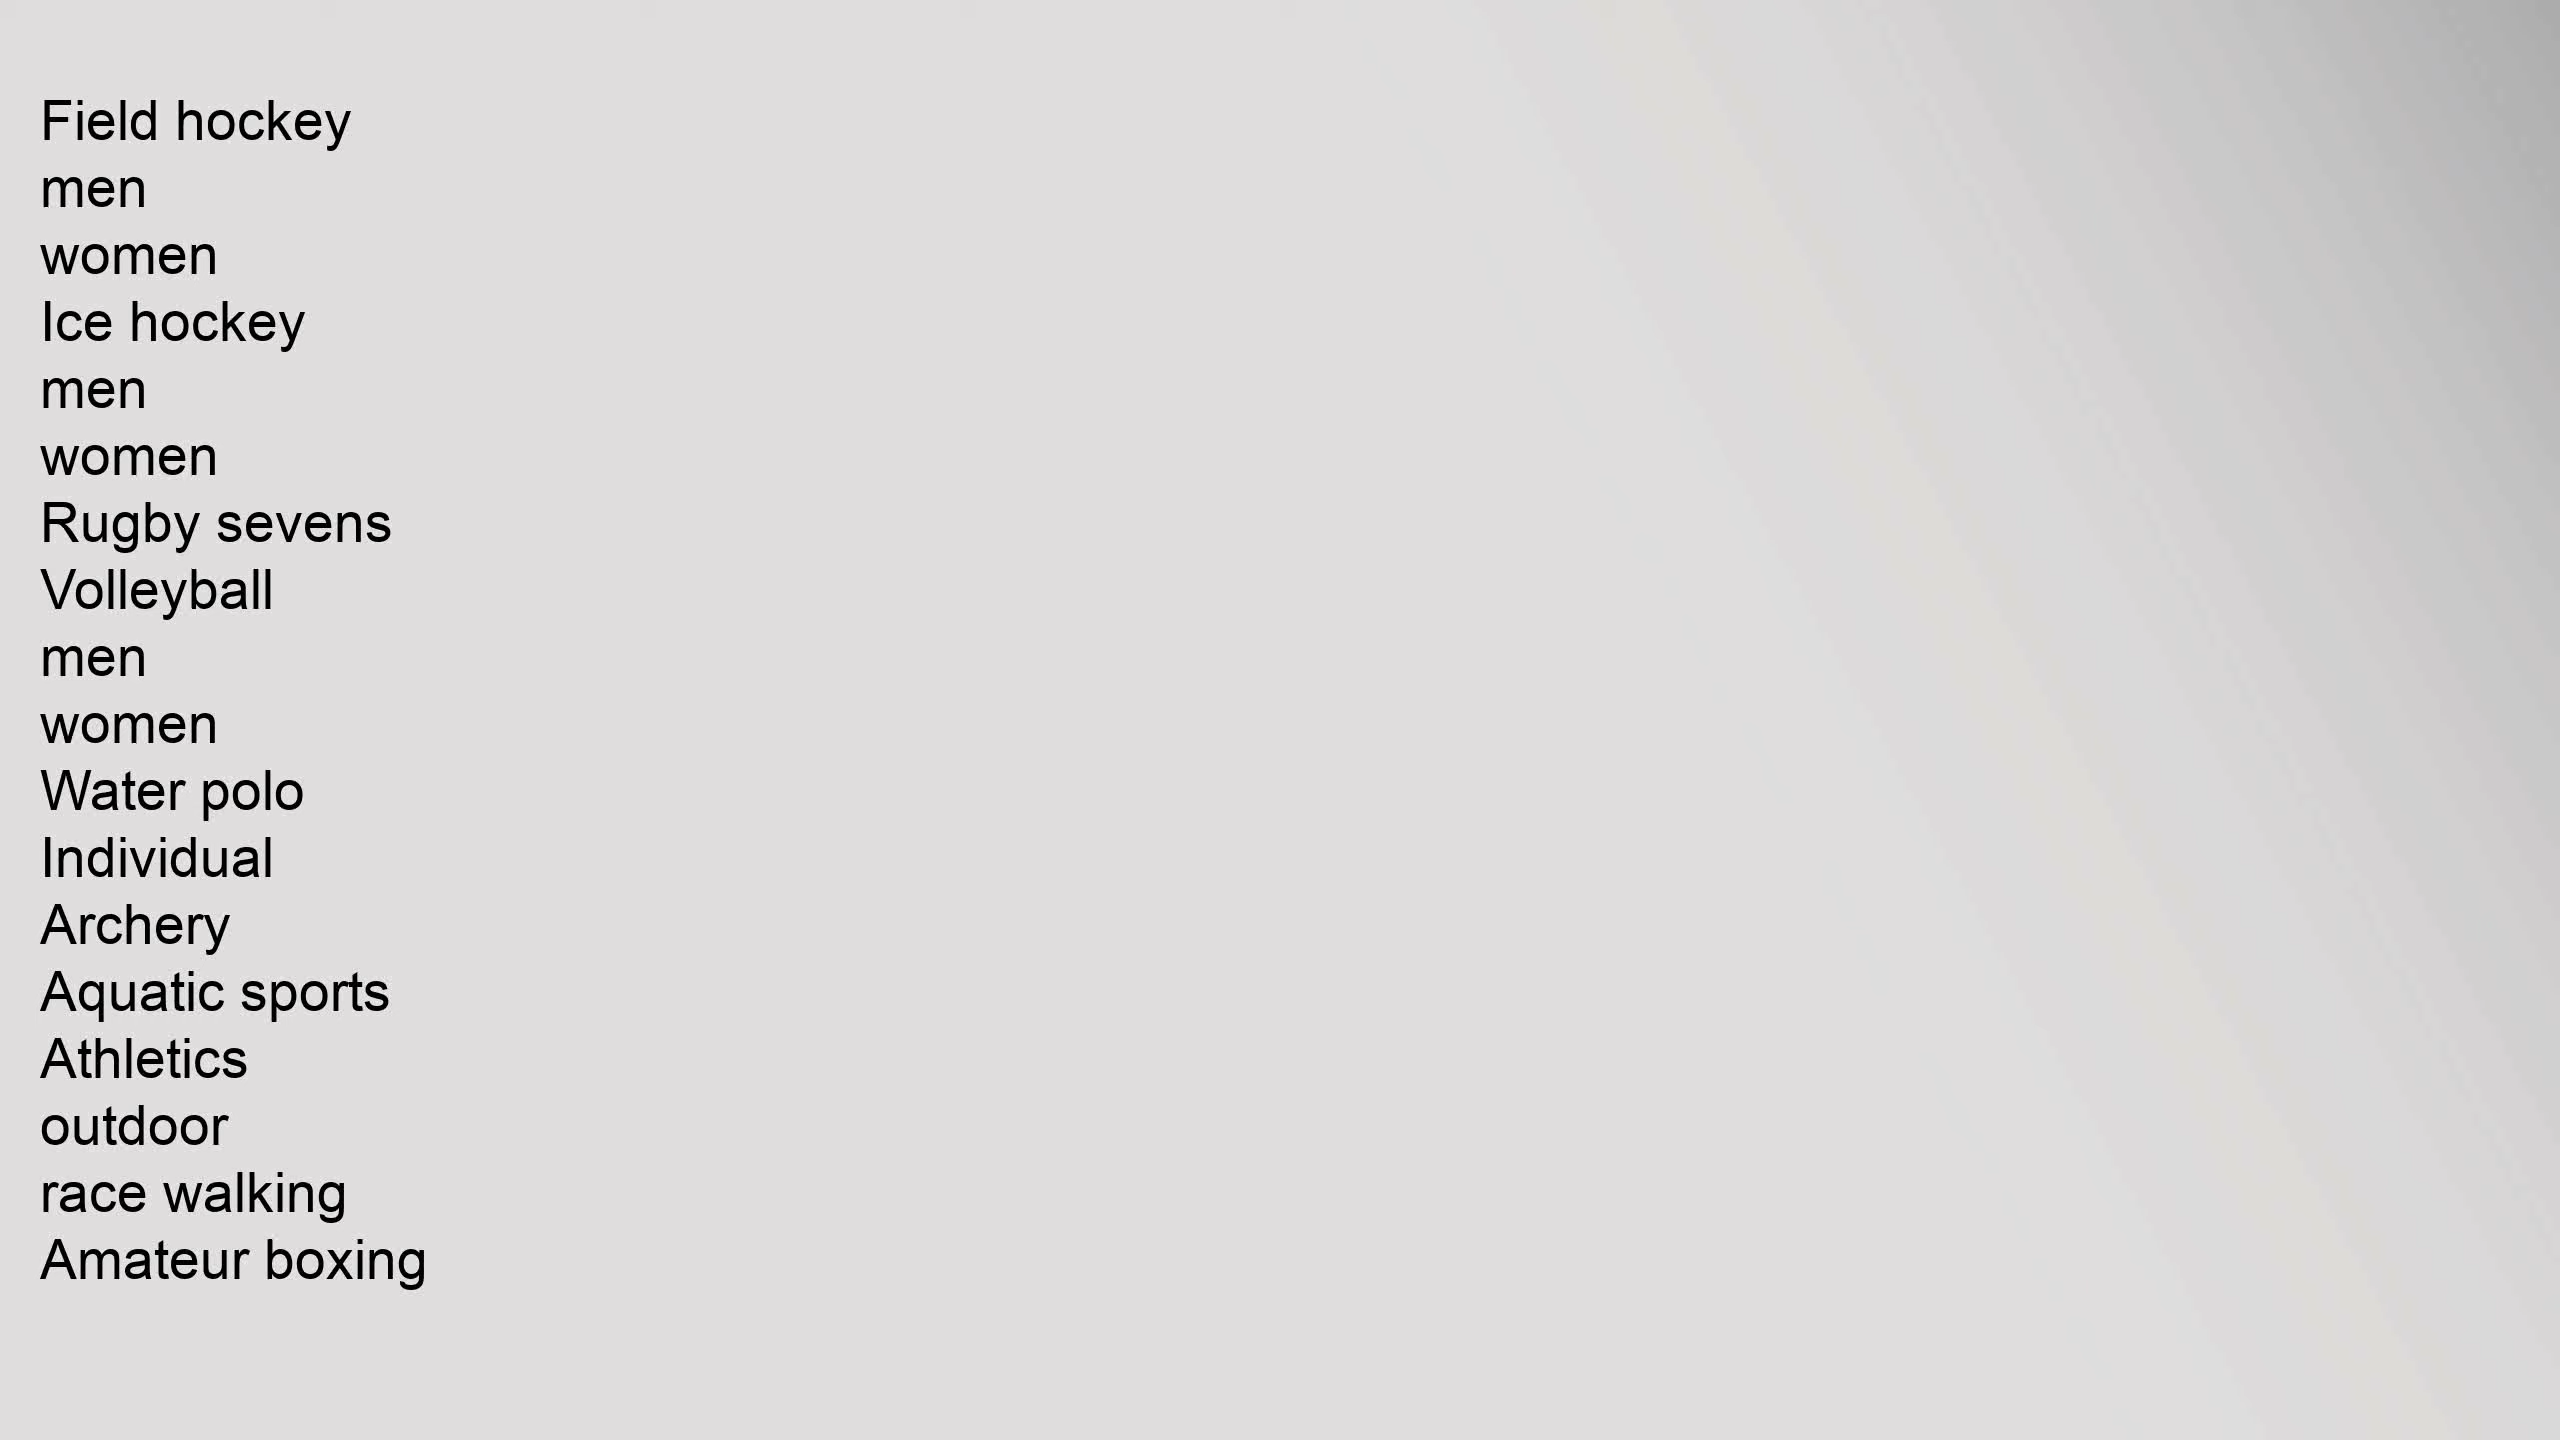 Field hockey
men
women
Ice hockey
men
women
Rugby sevens
Volleyball
men
women
Water polo
Individual
Archery
Aquatic sports
Athletics
outdoor
race walking
Amateur boxing